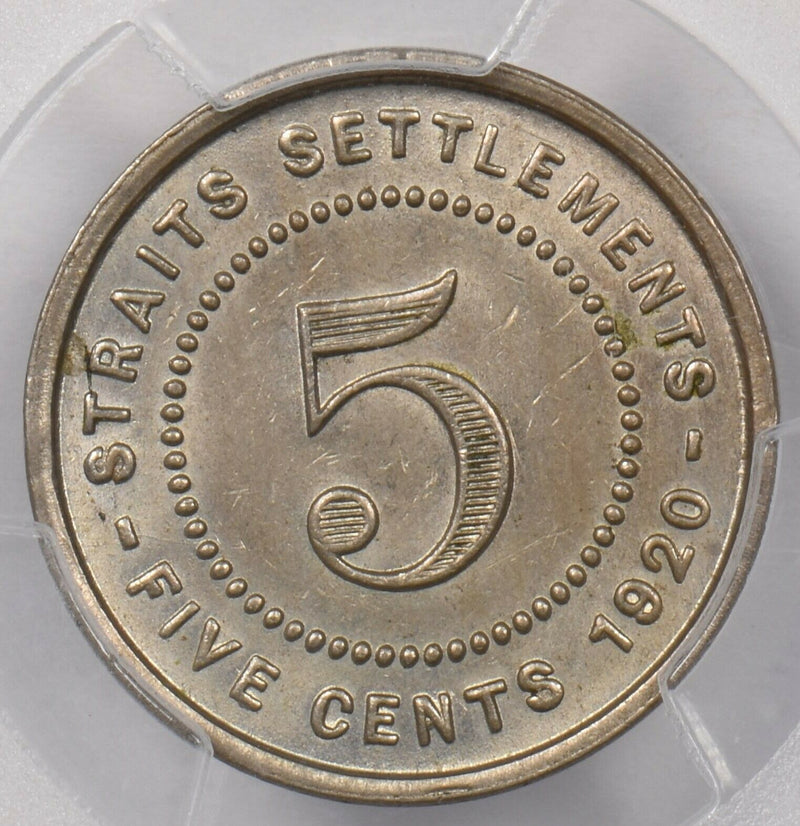 STRAITS SETTLEMENTS
5
- FIVE CENTS 1920 -